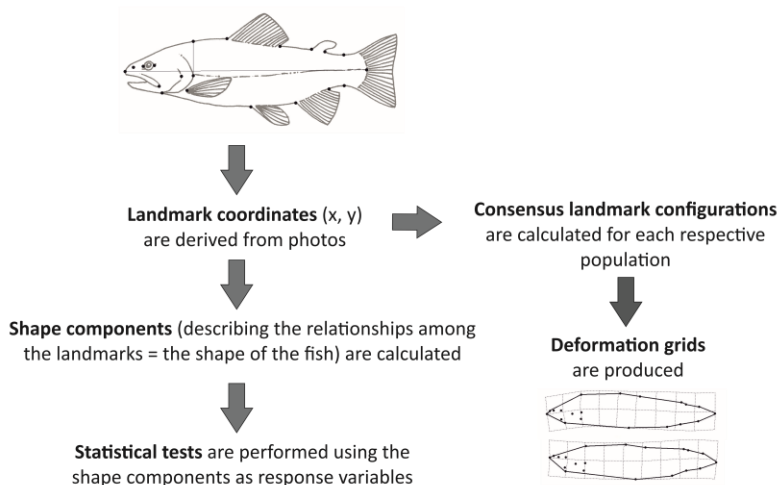 Landmark coordinates (x, y)
are derived from photos
Consensus landmark configurations
are calculated for each respective
population
Shape components (describing the relationships among
the landmarks = the shape of the fish) are calculated
Deformation grids
are produced
Statistical tests are performed using the
shape components as response variables